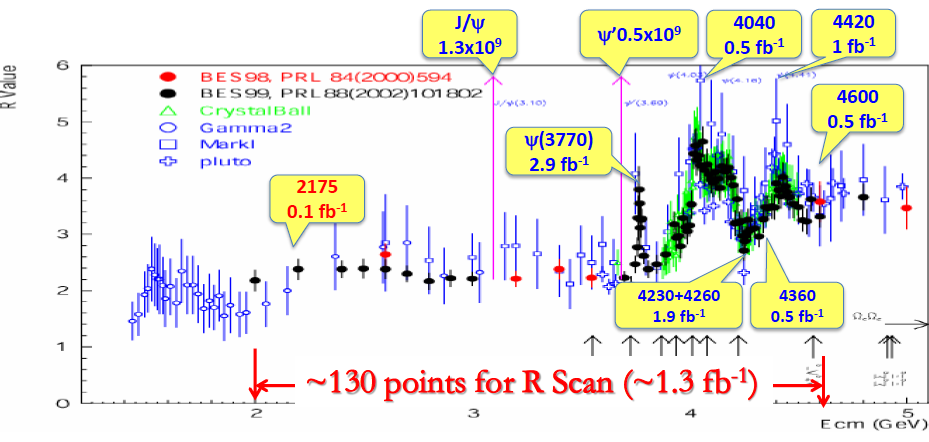 J/ψ
1.3x10⁹
ψ’0.5x10⁹
4040
0.5 fb⁻¹
4420
1 fb⁻¹
R Value
6
5
4
3
2
1
0
BES98, PRL 84(2000)594
BES99, PRL88(2002)101802
CrystalBall
Gamma2
MarkI
pluto
J/ψ(3.10)
ψ(3770)
2.9 fb⁻¹
4600
0.5 fb⁻¹
2175
0.1 fb⁻¹
4230+4260
1.9 fb⁻¹
4360
0.5 fb⁻¹
~130 points for R Scan (~1.3 fb⁻¹)
2
3
4
5
Ecm (GeV)